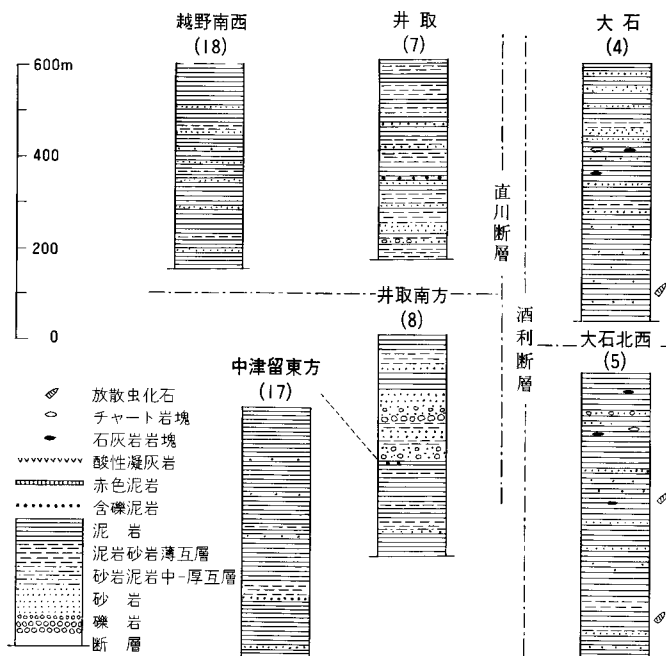 越野南西
(18)
井取
(7)
大石
(4)
600m
400
200
0
直川断層
酒利断層
井取南方
(8)
大石北西
(5)
中津留東方
(17)
放散虫化石
チャート岩塊
石灰岩岩塊
酸性凝灰岩
赤色泥岩
含礫泥岩
泥岩
泥岩砂岩薄互層
砂岩泥岩中-厚互層
砂岩
礫岩
断層